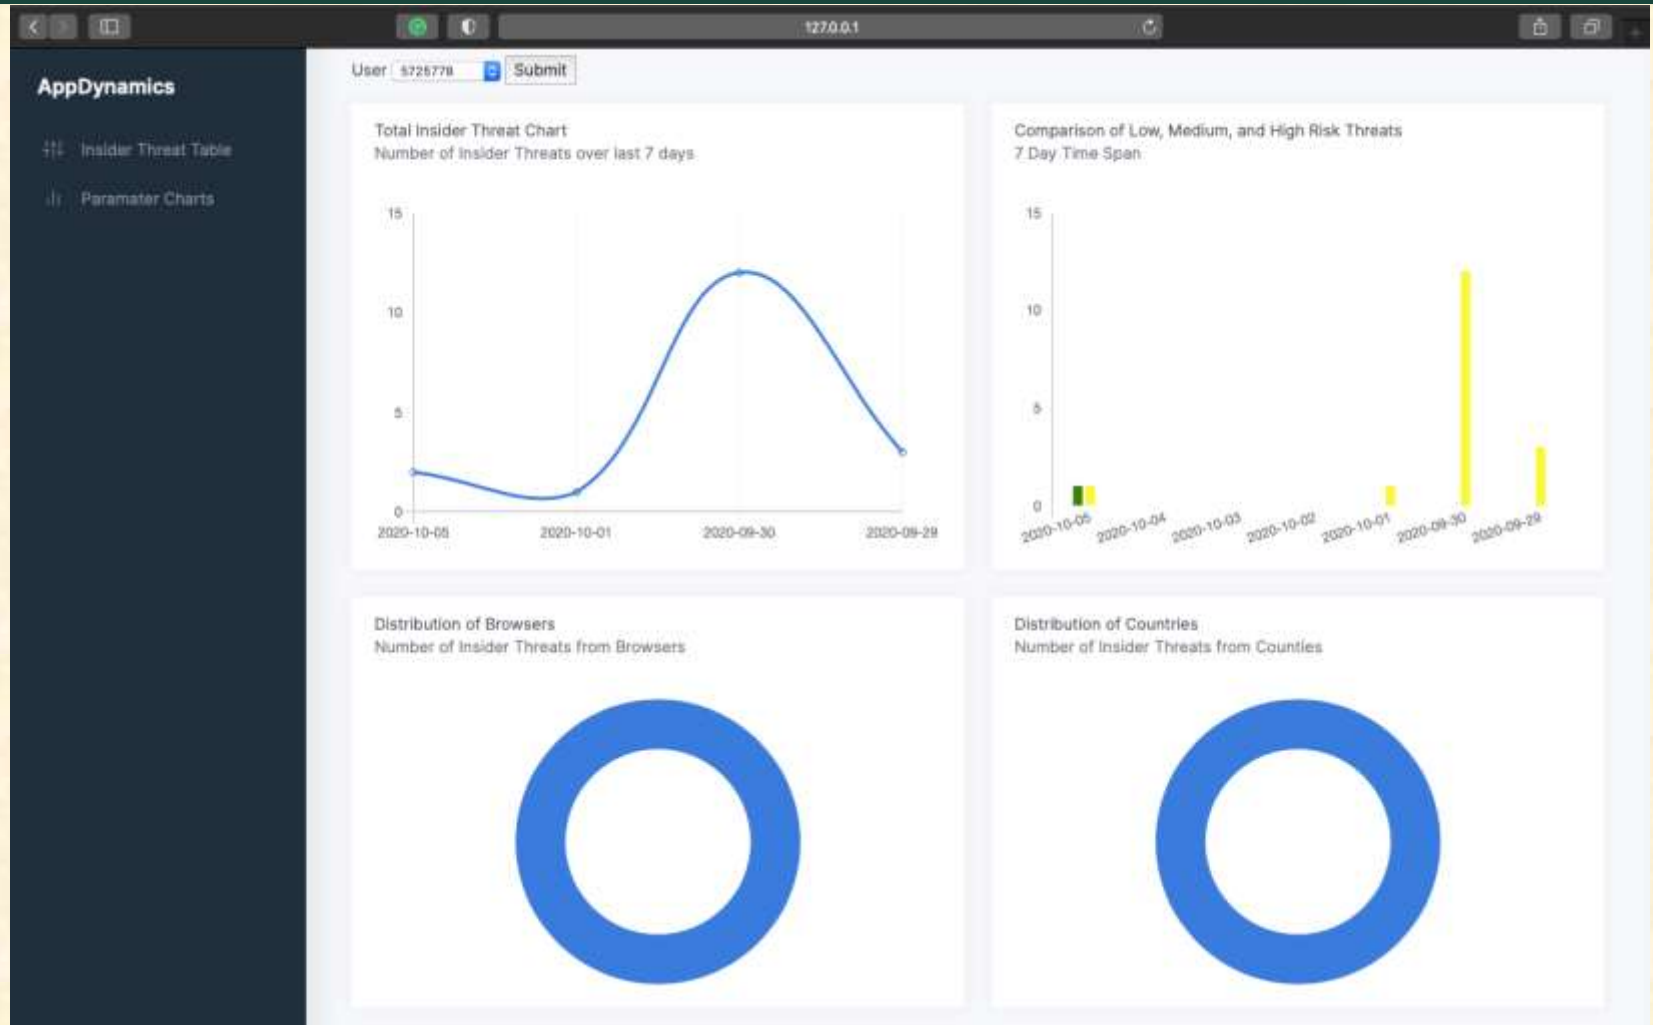 127.0.0.1
AppDynamics
Insider Threat Table
Paramater Charts
User 5725778 Submit
Total Insider Threat Chart
Number of Insider Threats over last 7 days
15
10
5
0
2020-10-05 2020-10-01 2020-09-30 2020-09-29
Comparison of Low, Medium, and High Risk Threats
7 Day Time Span
15
10
5
0
2020-10-05 2020-10-04 2020-10-03 2020-10-02 2020-10-01 2020-09-30 2020-09-29
Distribution of Browsers
Number of Insider Threats from Browsers
Distribution of Countries
Number of Insider Threats from Counties